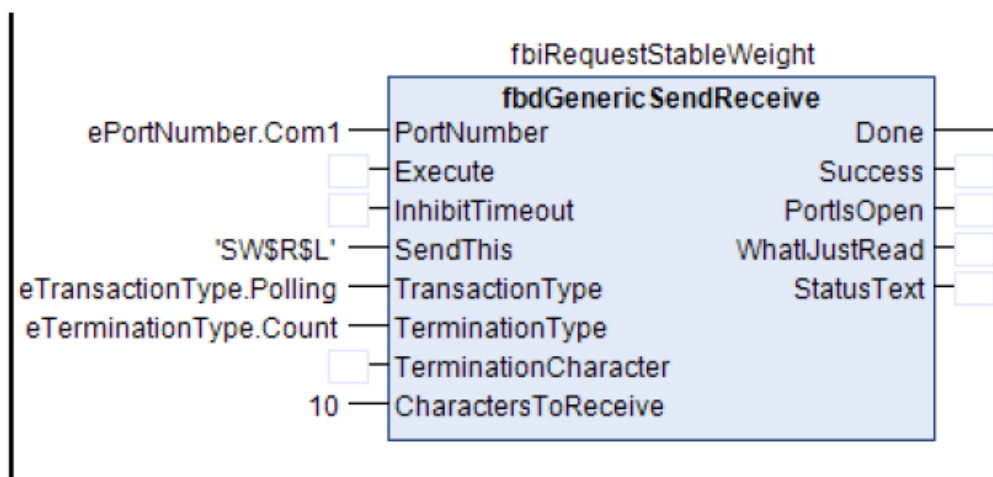 fbiRequestStableWeight
fbdGenericSendReceive
ePortNumber.Com1 PortNumber Done
Execute Success
InhibitTimeout PortIsOpen
'SW$R$L' SendThis WhatIJustRead
eTransactionType.Polling TransactionType StatusText
eTerminationType.Count TerminationType
TerminationCharacter
10 CharactersToReceive